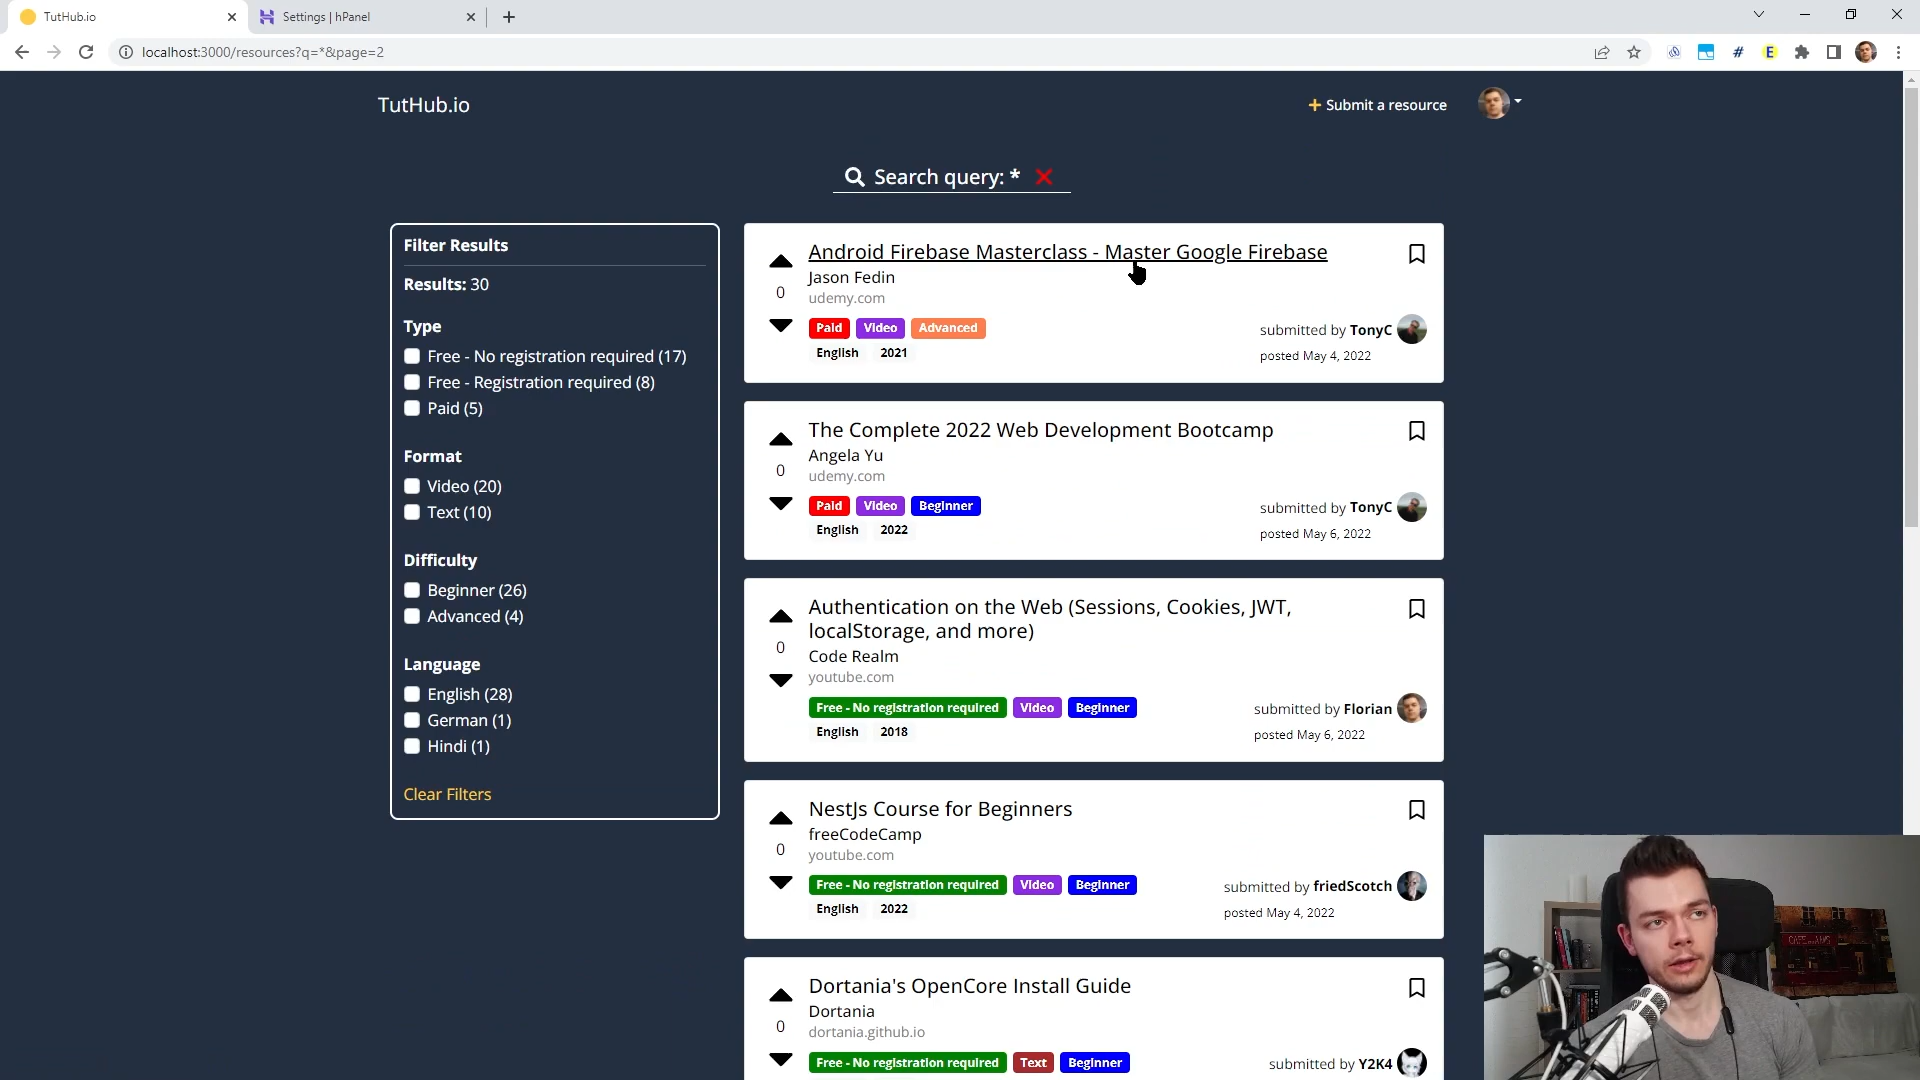 TutHub.io
Settings | hPanel
localhost:3000/resources?q=*&page=2
TutHub.io
Submit a resource
Search query: *
Filter Results
Results: 30
Type
Free - No registration required (17)
Free - Registration required (8)
Paid (5)
Format
Video (20)
Text (10)
Difficulty
Beginner (26)
Advanced (4)
Language
English (28)
German (1)
Hindi (1)
Clear Filters
Android Firebase Masterclass - Master Google Firebase
Jason Fedin
udemy.com
0
Paid Video Advanced
English 2021
submitted by TonyC
posted May 4, 2022
The Complete 2022 Web Development Bootcamp
Angela Yu
udemy.com
0
Paid Video Beginner
English 2022
submitted by TonyC
posted May 6, 2022
Authentication on the Web (Sessions, Cookies, JWT,
localStorage, and more)
Code Realm
youtube.com
0
Free - No registration required Video Beginner
English 2018
submitted by Florian
posted May 6, 2022
NestJs Course for Beginners
freeCodeCamp
youtube.com
0
Free - No registration required Video Beginner
English 2022
submitted by friedScotch
posted May 4, 2022
Dortania's OpenCore Install Guide
Dortania
dortania.github.io
0
Free - No registration required Text Beginner
submitted by Y2K4